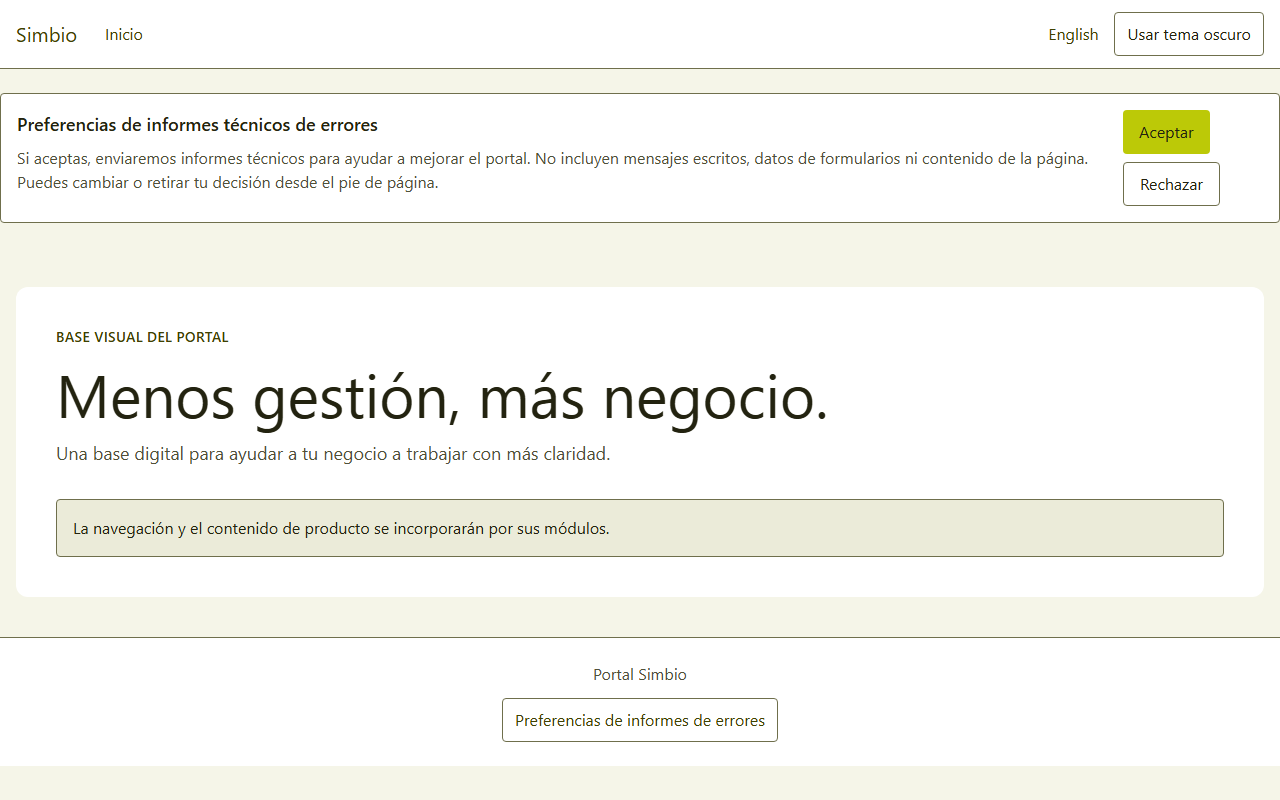 Simbio
Inicio
English
Usar tema oscuro
Preferencias de informes técnicos de errores
Si aceptas, enviaremos informes técnicos para ayudar a mejorar el portal. No incluyen mensajes escritos, datos de formularios ni contenido de la página.
Puedes cambiar o retirar tu decisión desde el pie de página.
Aceptar
Rechazar
BASE VISUAL DEL PORTAL
Menos gestión, más negocio.
Una base digital para ayudar a tu negocio a trabajar con más claridad.
La navegación y el contenido de producto se incorporarán por sus módulos.
Portal Simbio
Preferencias de informes de errores